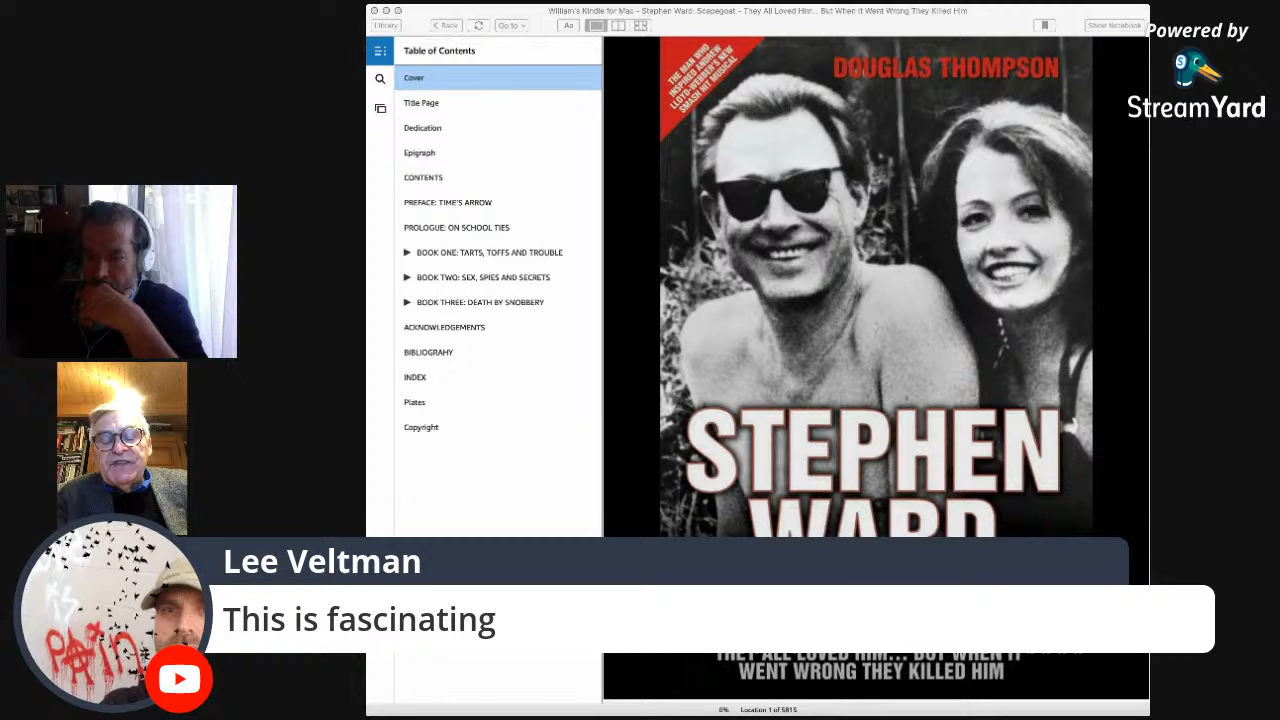 William's Kindle for Mac - Stephen Ward: Scapegoat - They All Loved Him... But When It Went Wrong They Killed Him
Library
Back
Go to
Aa
Show Notebook
Powered by
StreamYard
Table of Contents
Cover
Title Page
Dedication
Epigraph
CONTENTS
PREFACE: TIME'S ARROW
PROLOGUE: ON SCHOOL TIES
BOOK ONE: TARTS, TOFFS AND TROUBLE
BOOK TWO: SEX, SPIES AND SECRETS
BOOK THREE: DEATH BY SNOBBERY
ACKNOWLEDGEMENTS
BIBLIOGRAHY
INDEX
Plates
Copyright
THE MAN WHO
INSPIRED ANDREW
LLOYD-WEBBER'S NEW
SMASH HIT MUSICAL
DOUGLAS THOMPSON
STEPHEN
WARD
Lee Veltman
This is fascinating
PAiN
THEY ALL LOVED HIM... BUT WHEN IT
WENT WRONG THEY KILLED HIM
0% Location 1 of 5815